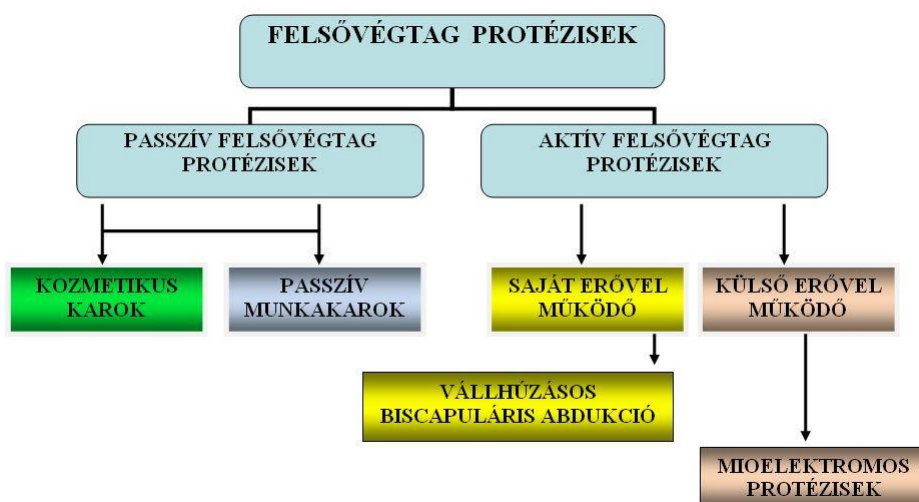 FELSŐVÉGTAG PROTÉZISEK
PASSZÍV FELSŐVÉGTAG
PROTÉZISEK
AKTÍV FELSŐVÉGTAG
PROTÉZISEK
KOZMETIKUS
KAROK
PASSZÍV
MUNKAKAROK
SAJÁT ERŐVEL
MŰKÖDŐ
KÜLSŐ ERŐVEL
MŰKÖDŐ
VÁLLHÚZÁSOS
BISCAPULÁRIS ABDUKCIÓ
MIOELEKTROMOS
PROTÉZISEK